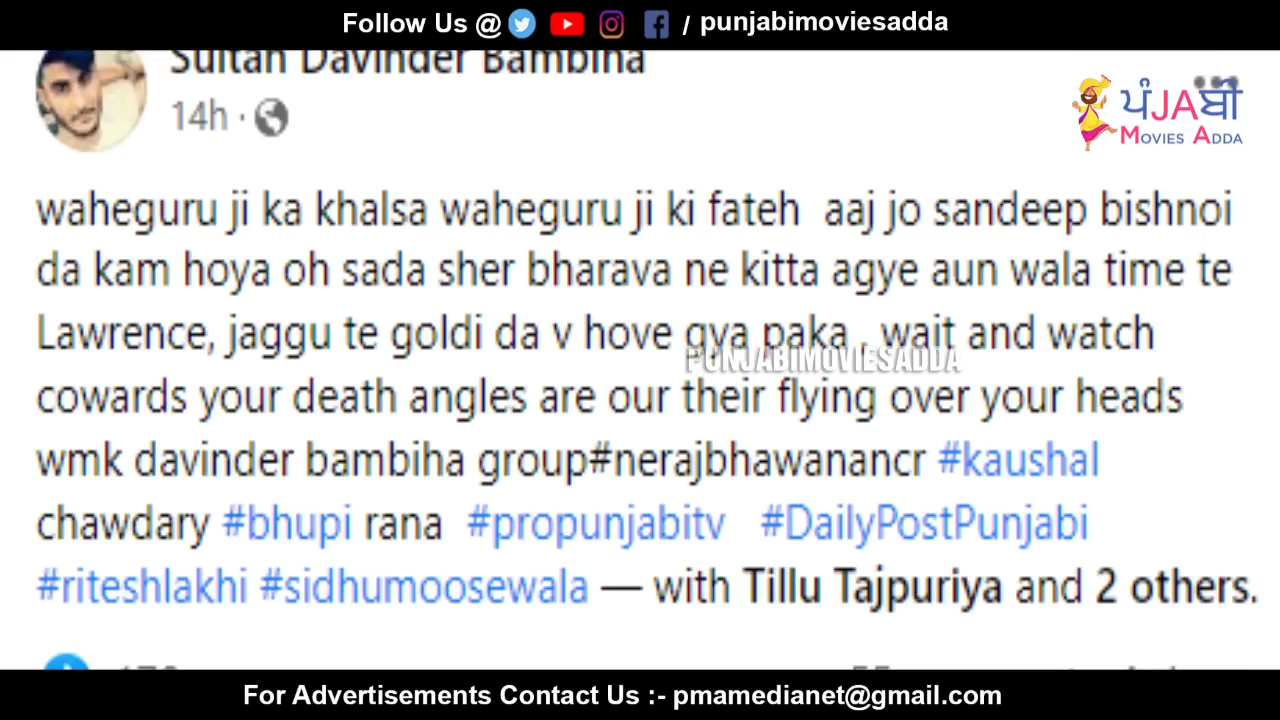 Follow Us @ / punjabimoviesadda
Sultan Davinder Bambiha
14h ·
ਪੰJAਬੀ
MOVIES ADDA
waheguru ji ka khalsa waheguru ji ki fateh aaj jo sandeep bishnoi
da kam hoya oh sada sher bharava ne kitta agye aun wala time te
Lawrence, jaggu te goldi da v hove gya paka , wait and watch
PUNJABIMOVIESADDA
cowards your death angles are our their flying over your heads
wmk davinder bambiha group#nerajbhawanancr #kaushal
chawdary #bhupi rana #propunjabitv #DailyPostPunjabi
#riteshlakhi #sidhumoosewala — with Tillu Tajpuriya and 2 others.
For Advertisements Contact Us :- pmamedianet@gmail.com